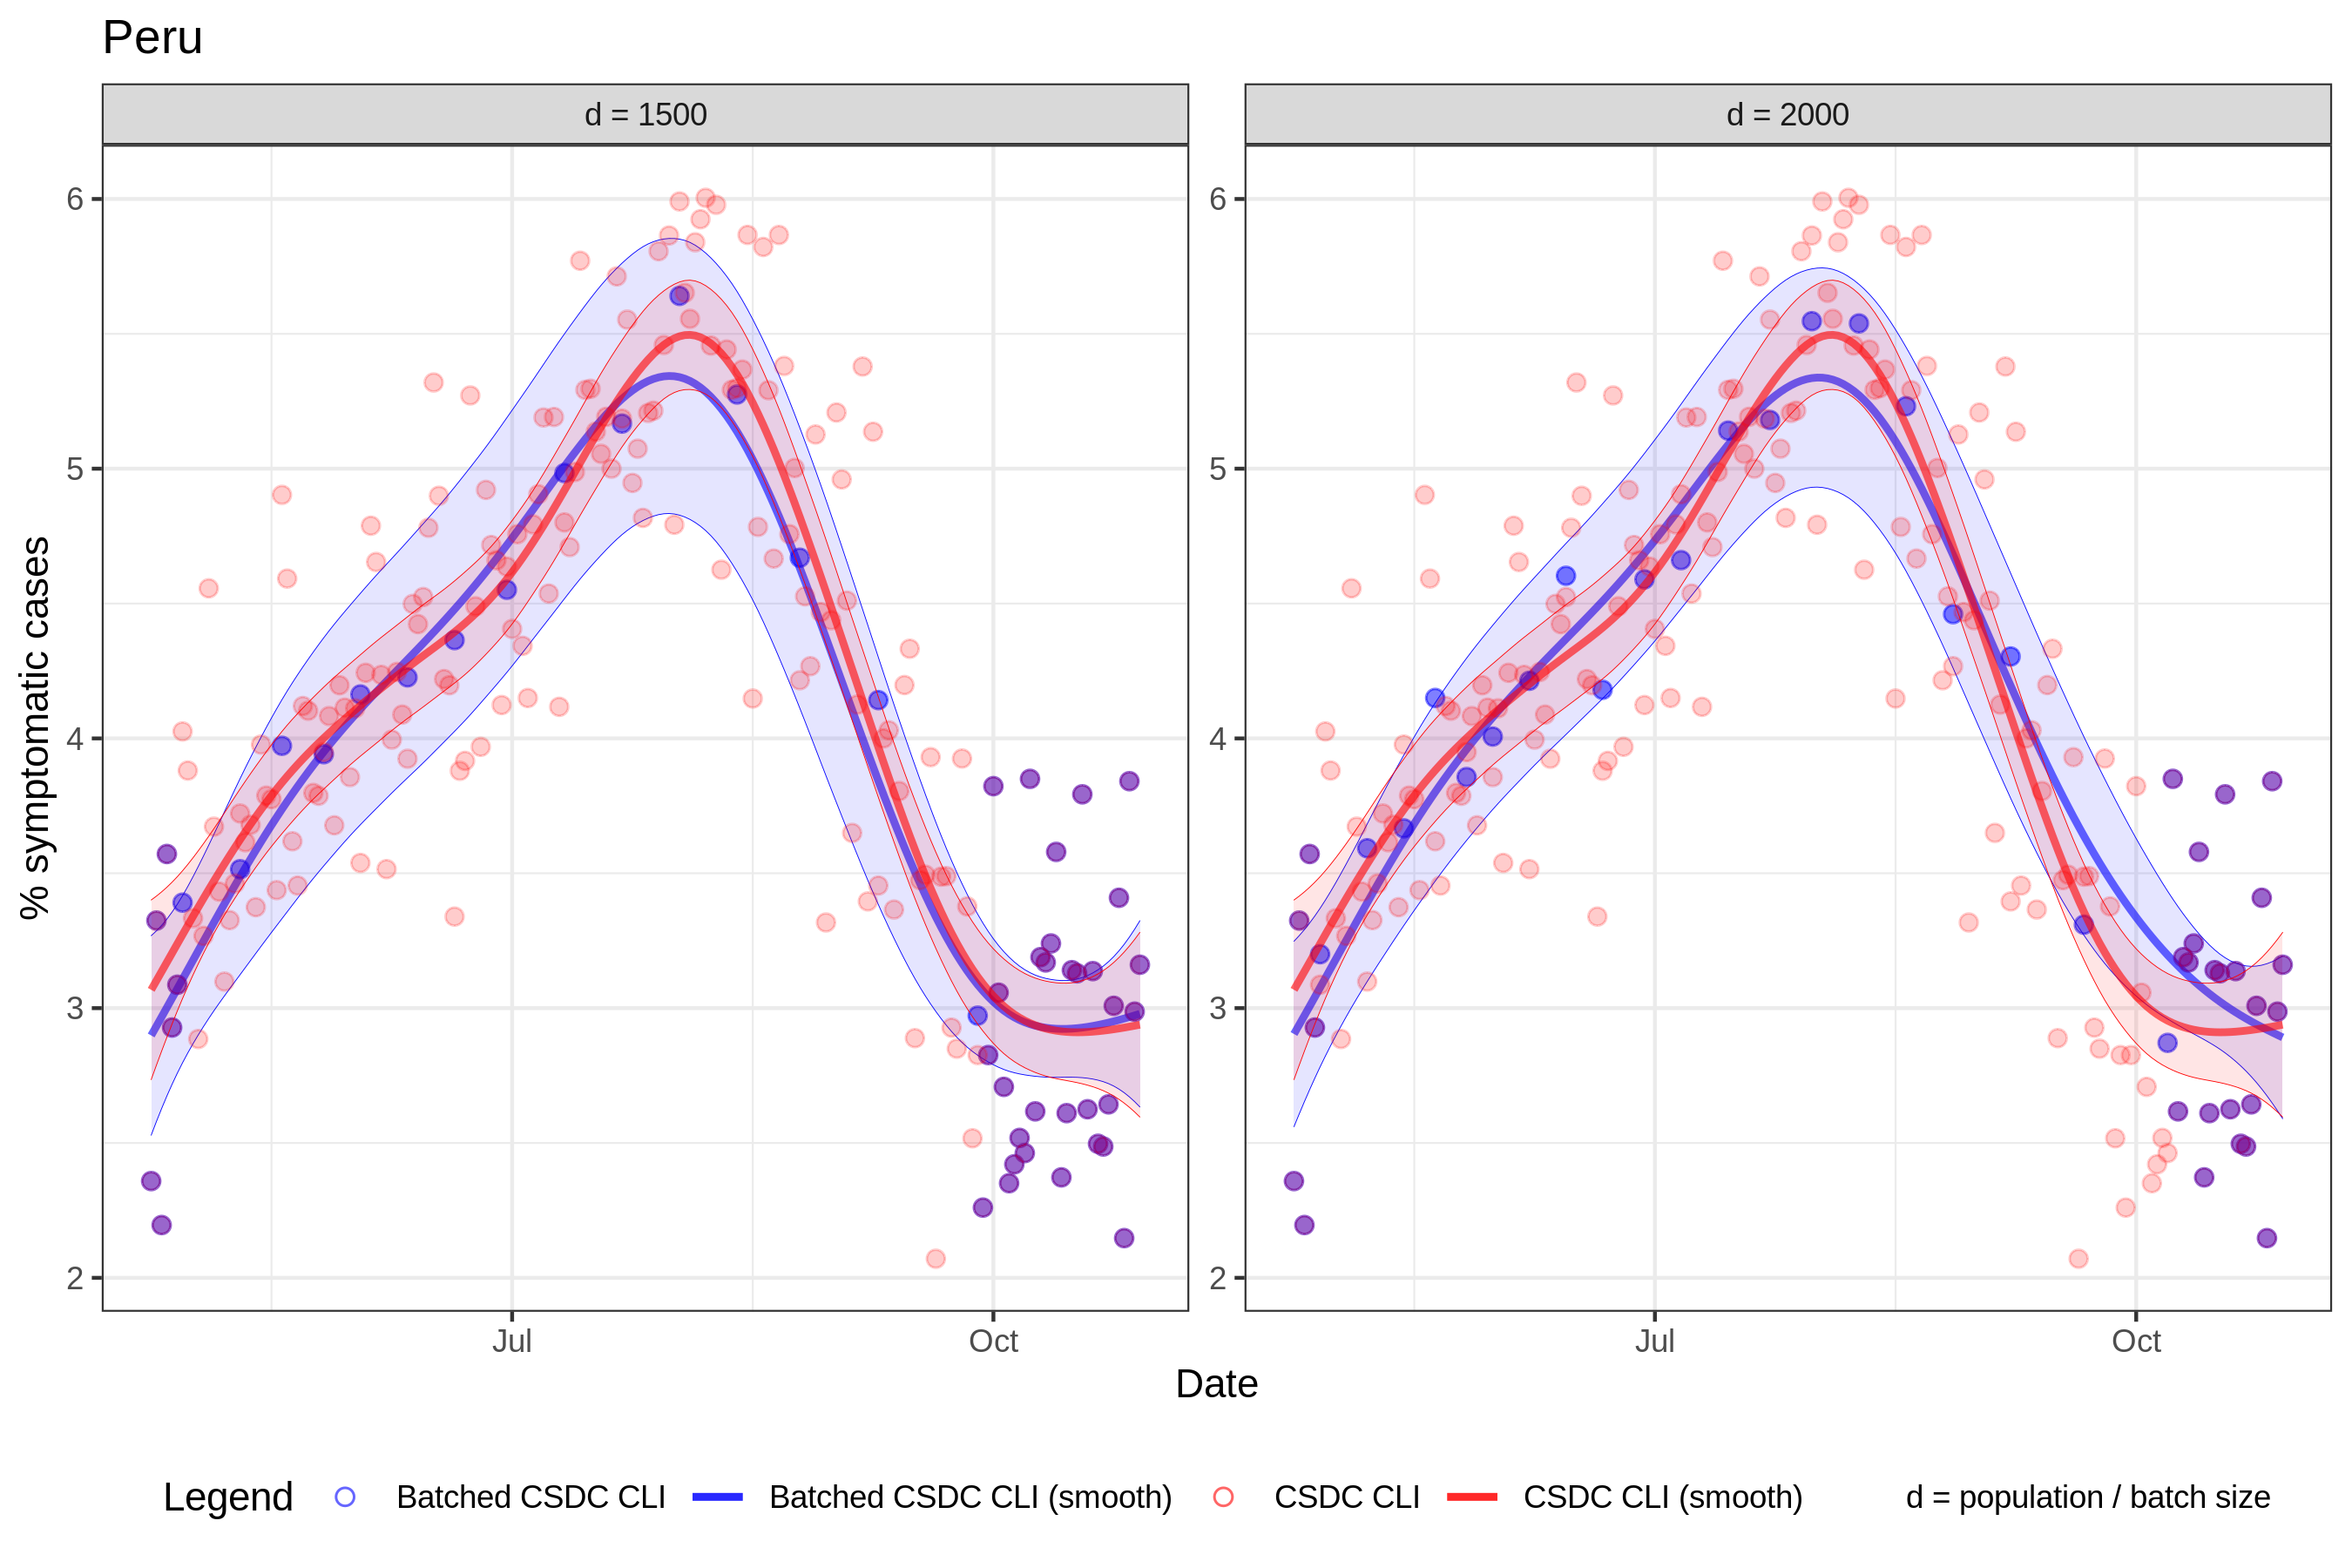 Peru
d = 1500
d = 2000
% symptomatic cases
6
5
4
3
2
6
5
4
3
2
Jul
Oct
Jul
Oct
Date
Legend
Batched CSDC CLI
Batched CSDC CLI (smooth)
CSDC CLI
CSDC CLI (smooth)
d = population / batch size